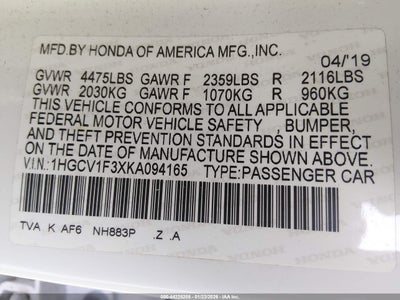 MFD.BY HONDA OF AMERICA MFG.,INC. 04/'19
GVWR 4475LBS GAWR F 2359LBS R 2116LBS
GVWR 2030KG GAWR F 1070KG R 960KG
THIS VEHICLE CONFORMS TO ALL APPLICABLE
FEDERAL MOTOR VEHICLE SAFETY , BUMPER,
AND THEFT PREVENTION STANDARDS IN EFFECT
ON THE DATE OF MANUFACTURE SHOWN ABOVE.
V.I.N.:1HGCV1F3XKA094165 TYPE:PASSENGER CAR
TVA K AF6 NH883P .Z .A